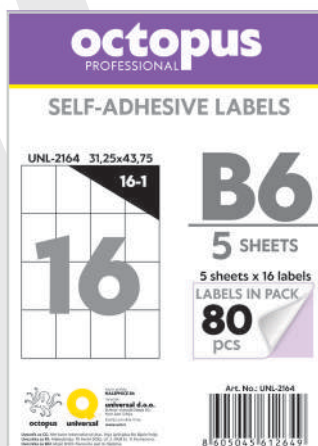 octopus
PROFESSIONAL
SELF-ADHESIVE LABELS
UNL-2164 31,25x43,75
16-1
16
B6
5 SHEETS
5 sheets x 16 labels
LABELS IN PACK
80
pcs
Art. No.: UNL-2164
octopus
universal
universal d.o.o.
8 605045 612649